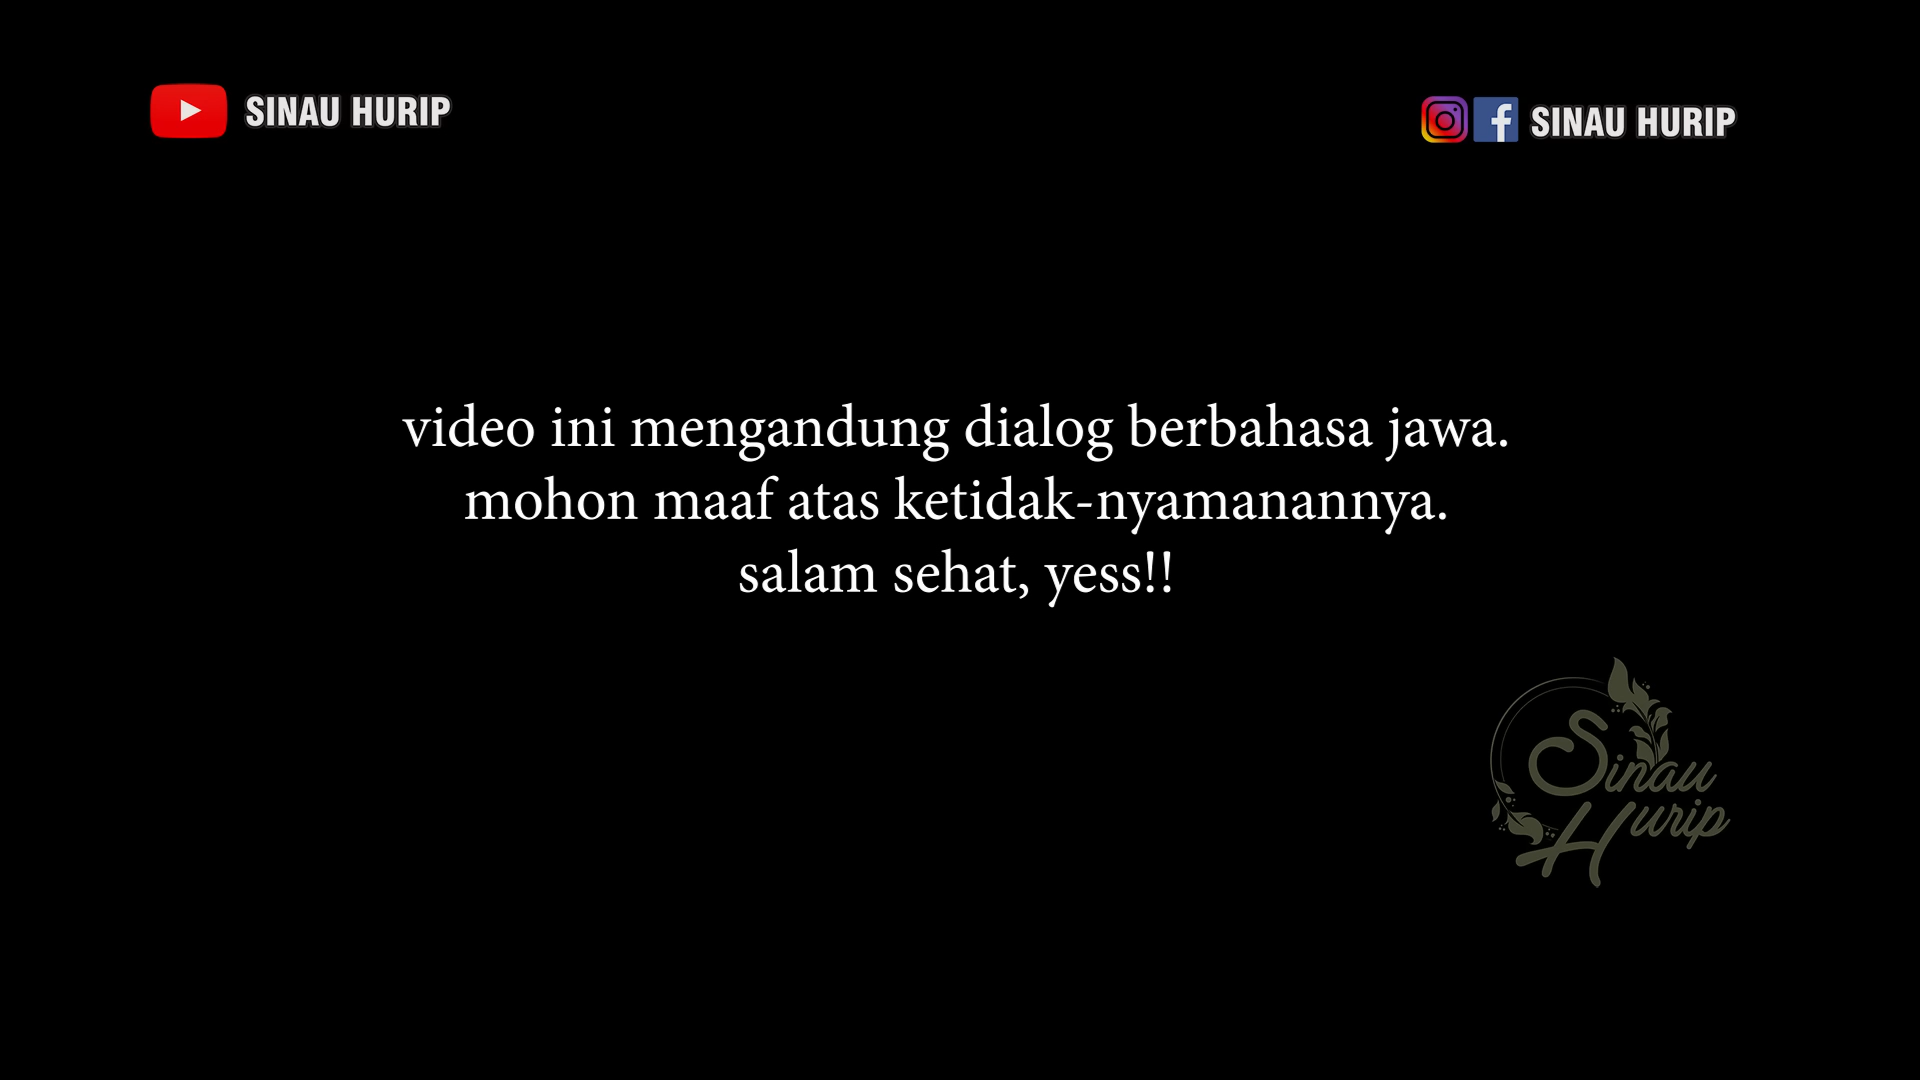 SINAU HURIP
SINAU HURIP
video ini mengandung dialog berbahasa jawa.
mohon maaf atas ketidak-nyamanannya.
salam sehat, yess!!
Sinau
Hurip